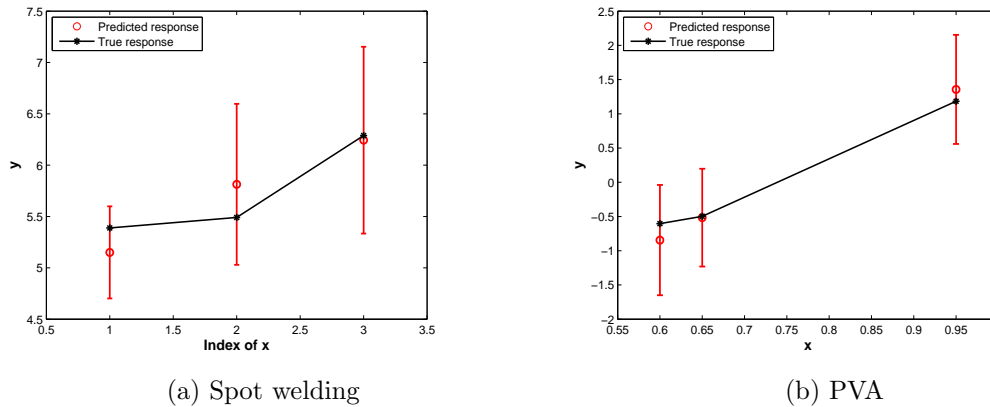 Predicted response
True response
7.5
7
6.5
6
5.5
5
4.5
y
0.5 1 1.5 2 2.5 3 3.5
Index of x
(a) Spot welding
Predicted response
True response
2.5
2
1.5
1
0.5
0
−0.5
−1
−1.5
−2
y
0.55 0.6 0.65 0.7 0.75 0.8 0.85 0.9 0.95
x
(b) PVA